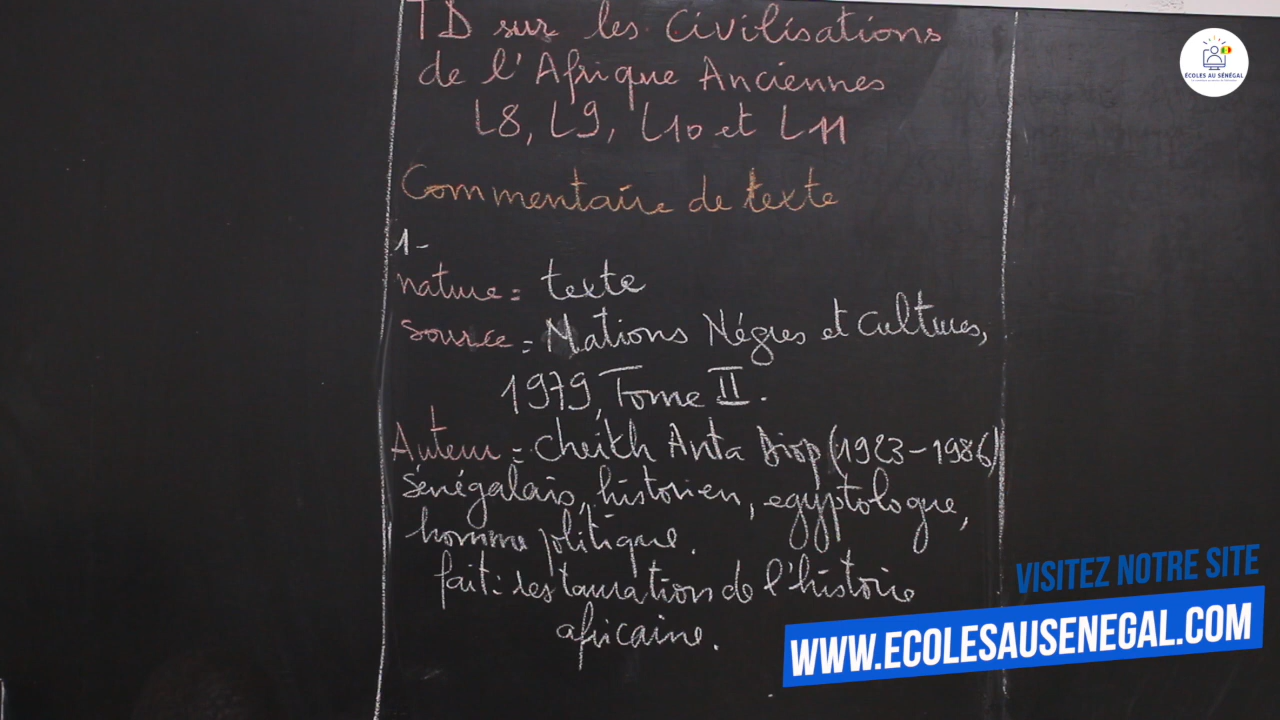 TD sur les Civilisations
de l'Afrique Anciennes
L8, L9, L10 et L11
Commentaire de texte
1-
nature = texte
Source = Nations Négres et Cultures,
1979, Tome II.
Auteur = Cheikh Anta Diop (1923-1986)
Sénégalais, historien, egyptologue,
homme politique.
fait : restauration de l'histoire
africaine.
ÉCOLES AU SÉNÉGAL
VISITEZ NOTRE SITE
WWW.ECOLESAUSENEGAL.COM